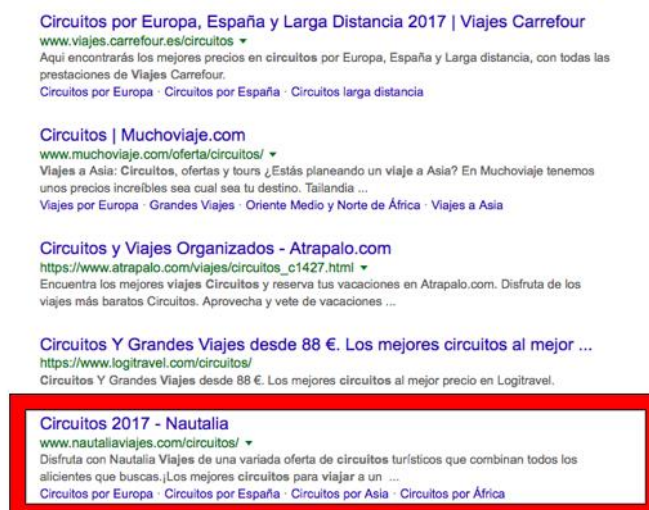 Circuitos por Europa, España y Larga Distancia 2017 | Viajes Carrefour
www.viajes.carrefour.es/circuitos
Aqui encontrarás los mejores precios en circuitos por Europa, España y Larga distancia, con todas las
prestaciones de Viajes Carrefour.
Circuitos por Europa · Circuitos por España · Circuitos larga distancia
Circuitos | Muchoviaje.com
www.muchoviaje.com/oferta/circuitos/
Viajes a Asia: Circuitos, ofertas y tours ¿Estás planeando un viaje a Asia? En Muchoviaje tenemos
unos precios increíbles sea cual sea tu destino. Tailandia ...
Viajes por Europa · Grandes Viajes · Oriente Medio y Norte de África · Viajes a Asia
Circuitos y Viajes Organizados - Atrapalo.com
https://www.atrapalo.com/viajes/circuitos_c1427.html
Encuentra los mejores viajes Circuitos y reserva tus vacaciones en Atrapalo.com. Disfruta de los
viajes más baratos Circuitos. Aprovecha y vete de vacaciones ...
Circuitos Y Grandes Viajes desde 88 €. Los mejores circuitos al mejor ...
https://www.logitravel.com/circuitos/
Circuitos Y Grandes Viajes desde 88 €. Los mejores circuitos al mejor precio en Logitravel.
Circuitos 2017 - Nautalia
www.nautaliaviajes.com/circuitos/
Disfruta con Nautalia Viajes de una variada oferta de circuitos turísticos que combinan todos los
alicientes que buscas.¡Los mejores circuitos para viajar a un ...
Circuitos por Europa · Circuitos por España · Circuitos por Asia · Circuitos por África